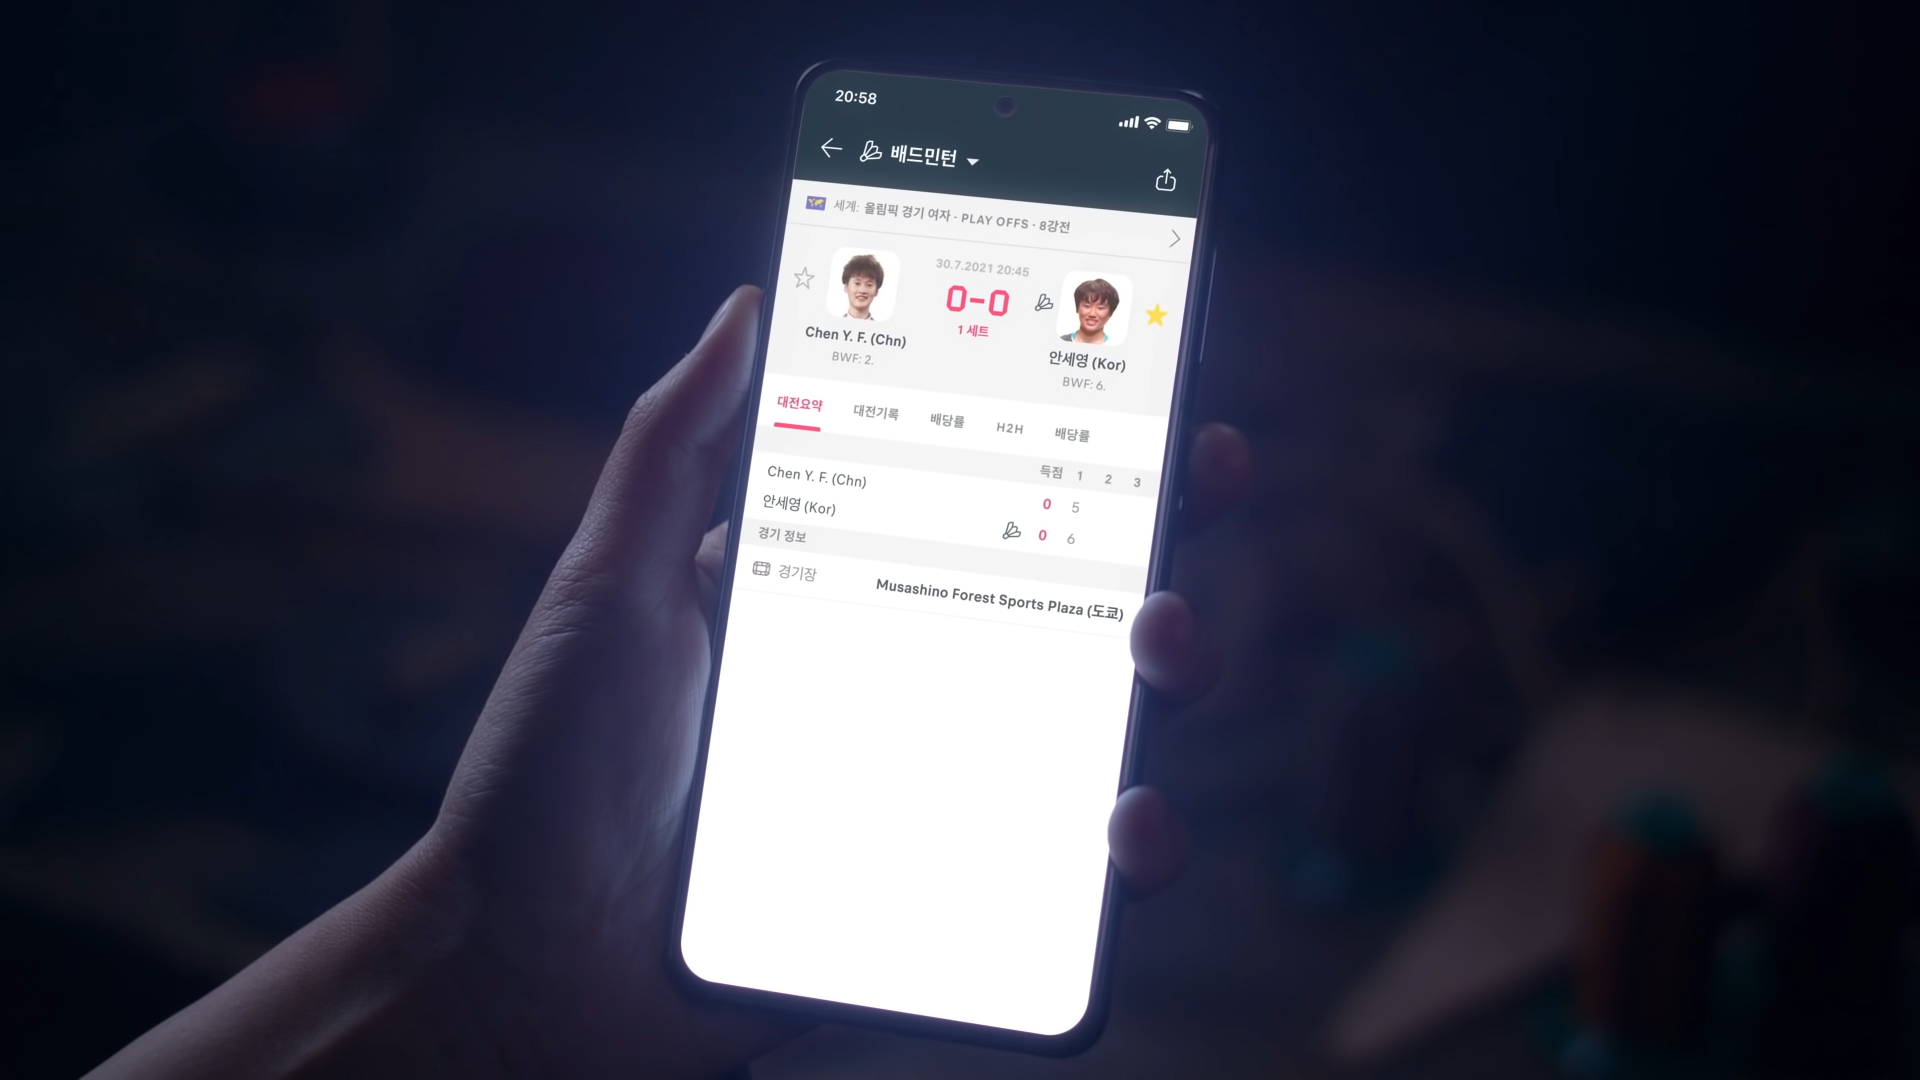 20:58
배드민턴
세계: 올림픽 경기 여자 - PLAY OFFS - 8강전
30.7.2021 20:45
0-0
1 세트
Chen Y. F. (Chn)
BWF: 2.
안세영 (Kor)
BWF: 6.
대전요약 대전기록 배당률 H2H 배당률
득점 1 2 3
Chen Y. F. (Chn) 0 5
안세영 (Kor) 0 6
경기 정보
경기장 Musashino Forest Sports Plaza (도쿄)